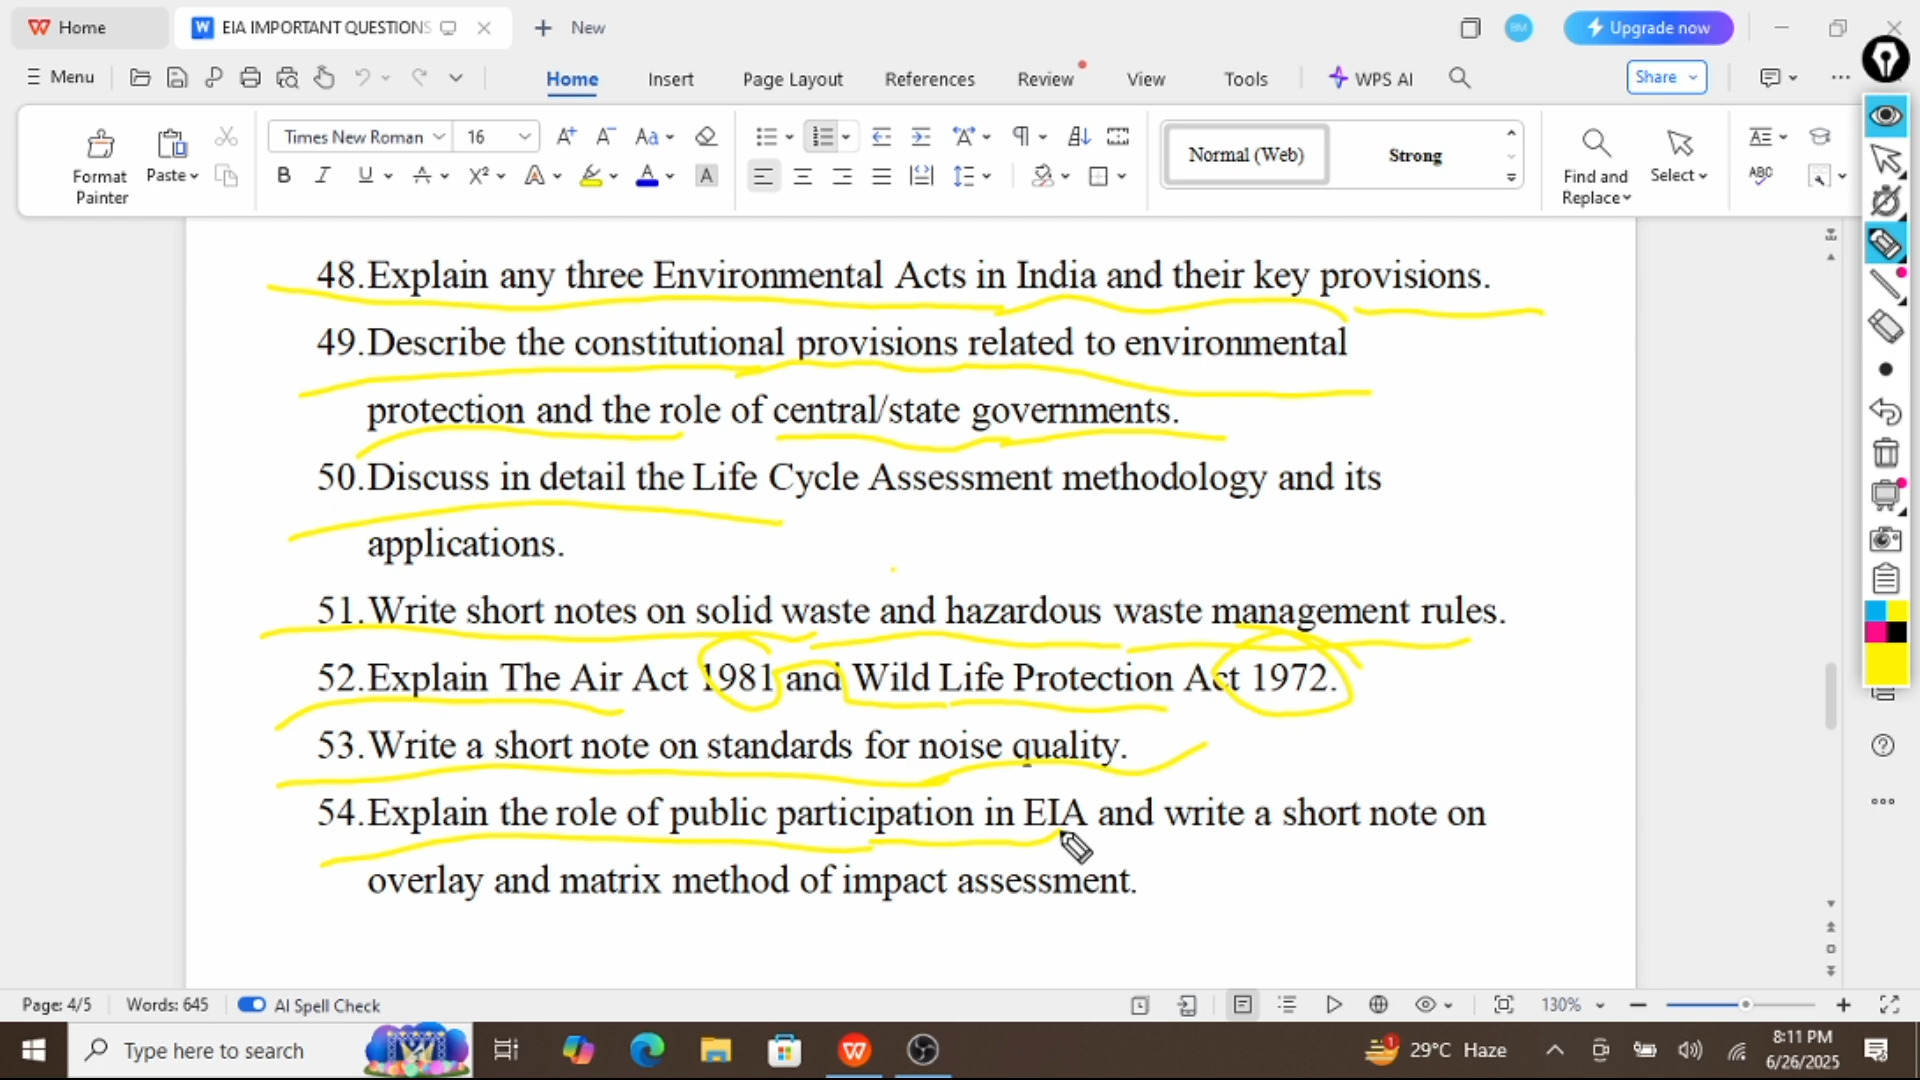 Home
EIA IMPORTANT QUESTIONS
New
BM
Upgrade now
Menu
Home
Insert
Page Layout
References
Review
View
Tools
WPS AI
Share
Times New Roman
16
Format Painter
Paste
Normal (Web)
Strong
Find and Replace
Select
48.Explain any three Environmental Acts in India and their key provisions.
49.Describe the constitutional provisions related to environmental
protection and the role of central/state governments.
50.Discuss in detail the Life Cycle Assessment methodology and its
applications.
51.Write short notes on solid waste and hazardous waste management rules.
52.Explain The Air Act 1981 and Wild Life Protection Act 1972.
53.Write a short note on standards for noise quality.
54.Explain the role of public participation in EIA and write a short note on
overlay and matrix method of impact assessment.
Page: 4/5
Words: 645
AI Spell Check
130%
Type here to search
1
29°C Haze
8:11 PM
6/26/2025